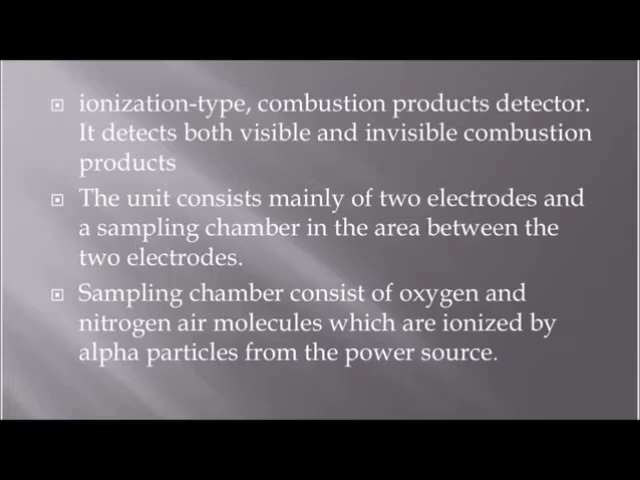 ionization-type, combustion products detector.
It detects both visible and invisible combustion
products
The unit consists mainly of two electrodes and
a sampling chamber in the area between the
two electrodes.
Sampling chamber consist of oxygen and
nitrogen air molecules which are ionized by
alpha particles from the power source.